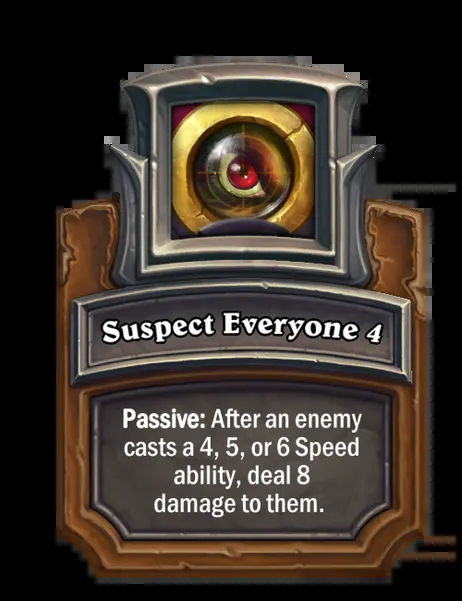 Suspect Everyone 4
Passive: After an enemy
casts a 4, 5, or 6 Speed
ability, deal 8
damage to them.